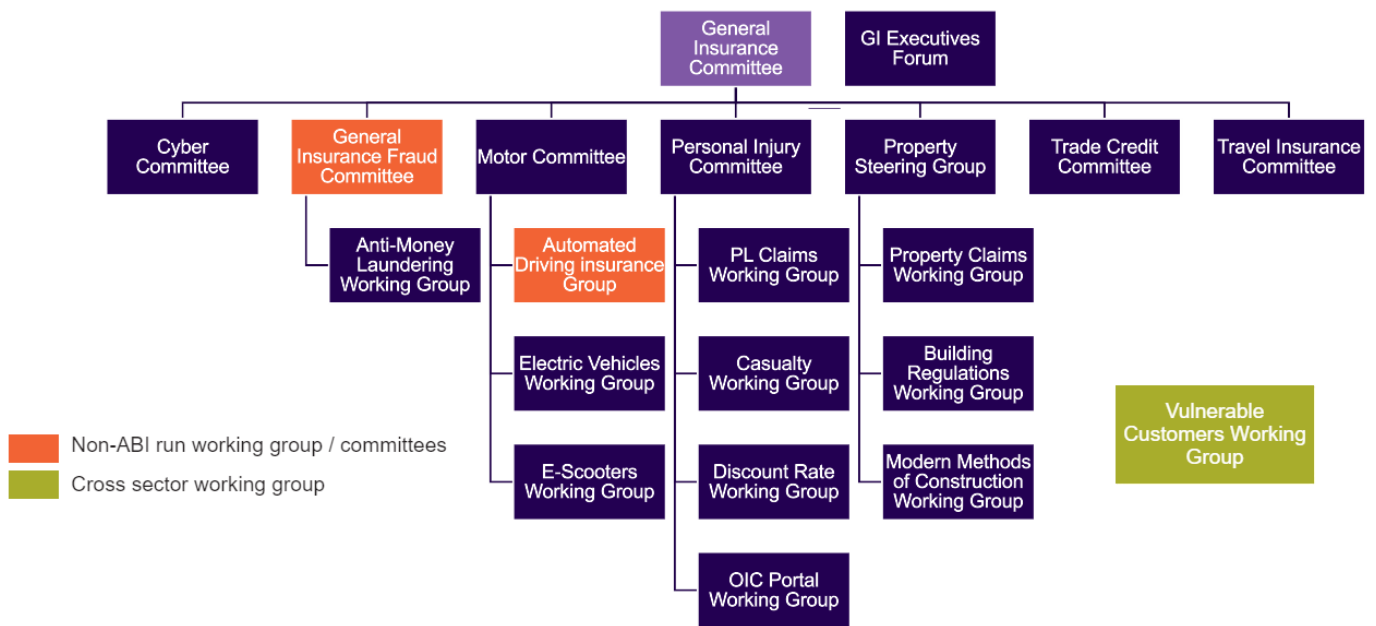 General
Insurance
Committee
GI Executives
Forum
Cyber
Committee
General
Insurance Fraud
Committee
Motor Committee
Personal Injury
Committee
Property
Steering Group
Trade Credit
Committee
Travel Insurance
Committee
Anti-Money
Laundering
Working Group
Automated
Driving insurance
Group
PL Claims
Working Group
Property Claims
Working Group
Electric Vehicles
Working Group
Casualty
Working Group
Building
Regulations
Working Group
Vulnerable
Customers Working
Group
Non-ABI run working group / committees
Cross sector working group
E-Scooters
Working Group
Discount Rate
Working Group
Modern Methods
of Construction
Working Group
OIC Portal
Working Group